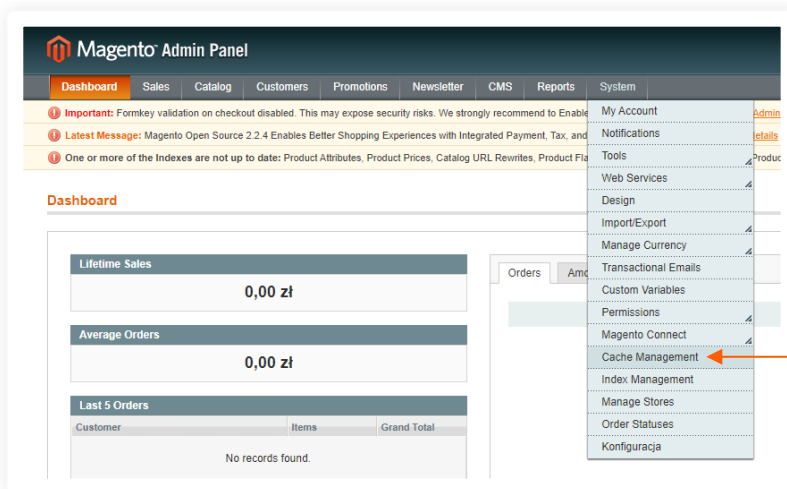 Magento Admin Panel
Dashboard Sales Catalog Customers Promotions Newsletter CMS Reports System
Important: Formkey validation on checkout disabled. This may expose security risks. We strongly recommend to Enable Admin
Latest Message: Magento Open Source 2.2.4 Enables Better Shopping Experiences with Integrated Payment, Tax, and etails
One or more of the Indexes are not up to date: Product Attributes, Product Prices, Catalog URL Rewrites, Product Fla Produc
My Account
Notifications
Tools
Web Services
Design
Import/Export
Manage Currency
Transactional Emails
Custom Variables
Permissions
Magento Connect
Cache Management
Index Management
Manage Stores
Order Statuses
Konfiguracja
Dashboard
Lifetime Sales
0,00 zł
Average Orders
0,00 zł
Last 5 Orders
Customer Items Grand Total
No records found.
Orders Amo